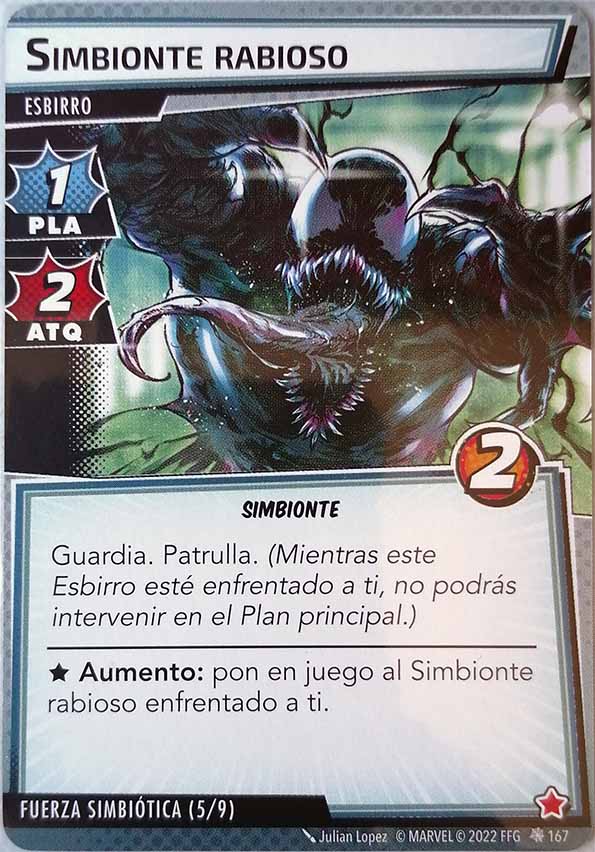 SIMBIONTE RABIOSO
ESBIRRO
1
PLA
2
ATQ
2
SIMBIONTE
Guardia. Patrulla. (Mientras este
Esbirro esté enfrentado a ti, no podrás
intervenir en el Plan principal.)
★ Aumento: pon en juego al Simbionte
rabioso enfrentado a ti.
FUERZA SIMBIÓTICA (5/9)
Julian Lopez © MARVEL © 2022 FFG 167